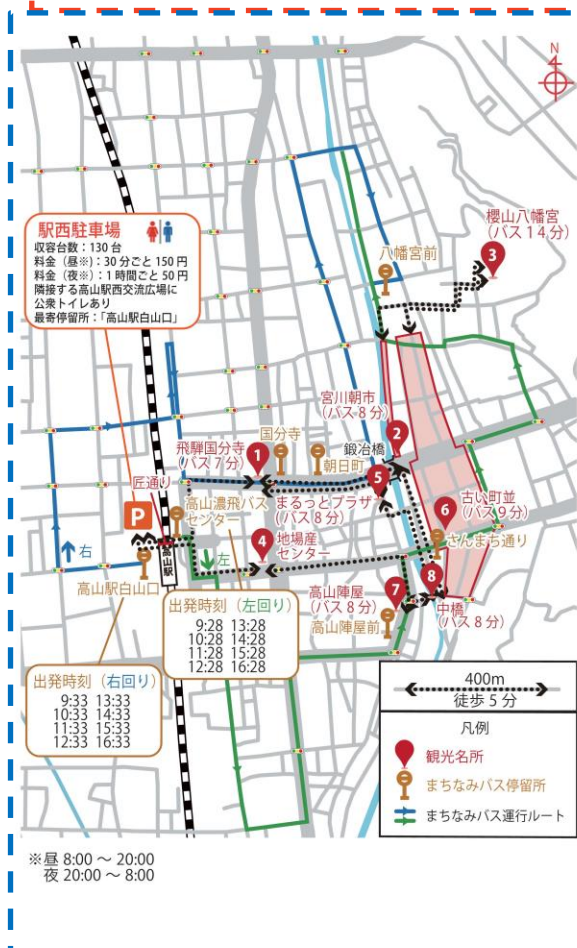 N
櫻山八幡宮
(バス14分)
3
駅西駐車場
収容台数：130台
料金（昼※）：30分ごと150円
料金（夜※）：1時間ごと50円
隣接する高山駅西交流広場に
公衆トイレあり
最寄停留所：「高山駅白山口」
八幡宮前
宮川朝市
(バス8分)
2
国分寺
鍛冶橋
飛騨国分寺
(バス7分)
1
朝日町
5
匠通り
まるっとプラザ
(バス8分)
古い町並
(バス9分)
6
P
高山濃飛バス
センター
地場産
センター
4
さんまち通り
右
高山駅
左
高山駅白山口
高山陣屋
(バス8分)
7
8
中橋
(バス8分)
高山陣屋前
出発時刻（左回り）
9:28 13:28
10:28 14:28
11:28 15:28
12:28 16:28
出発時刻（右回り）
9:33 13:33
10:33 14:33
11:33 15:33
12:33 16:33
400m
徒歩5分
凡例
観光名所
まちなみバス停留所
まちなみバス運行ルート
※昼 8:00～20:00
夜 20:00～8:00